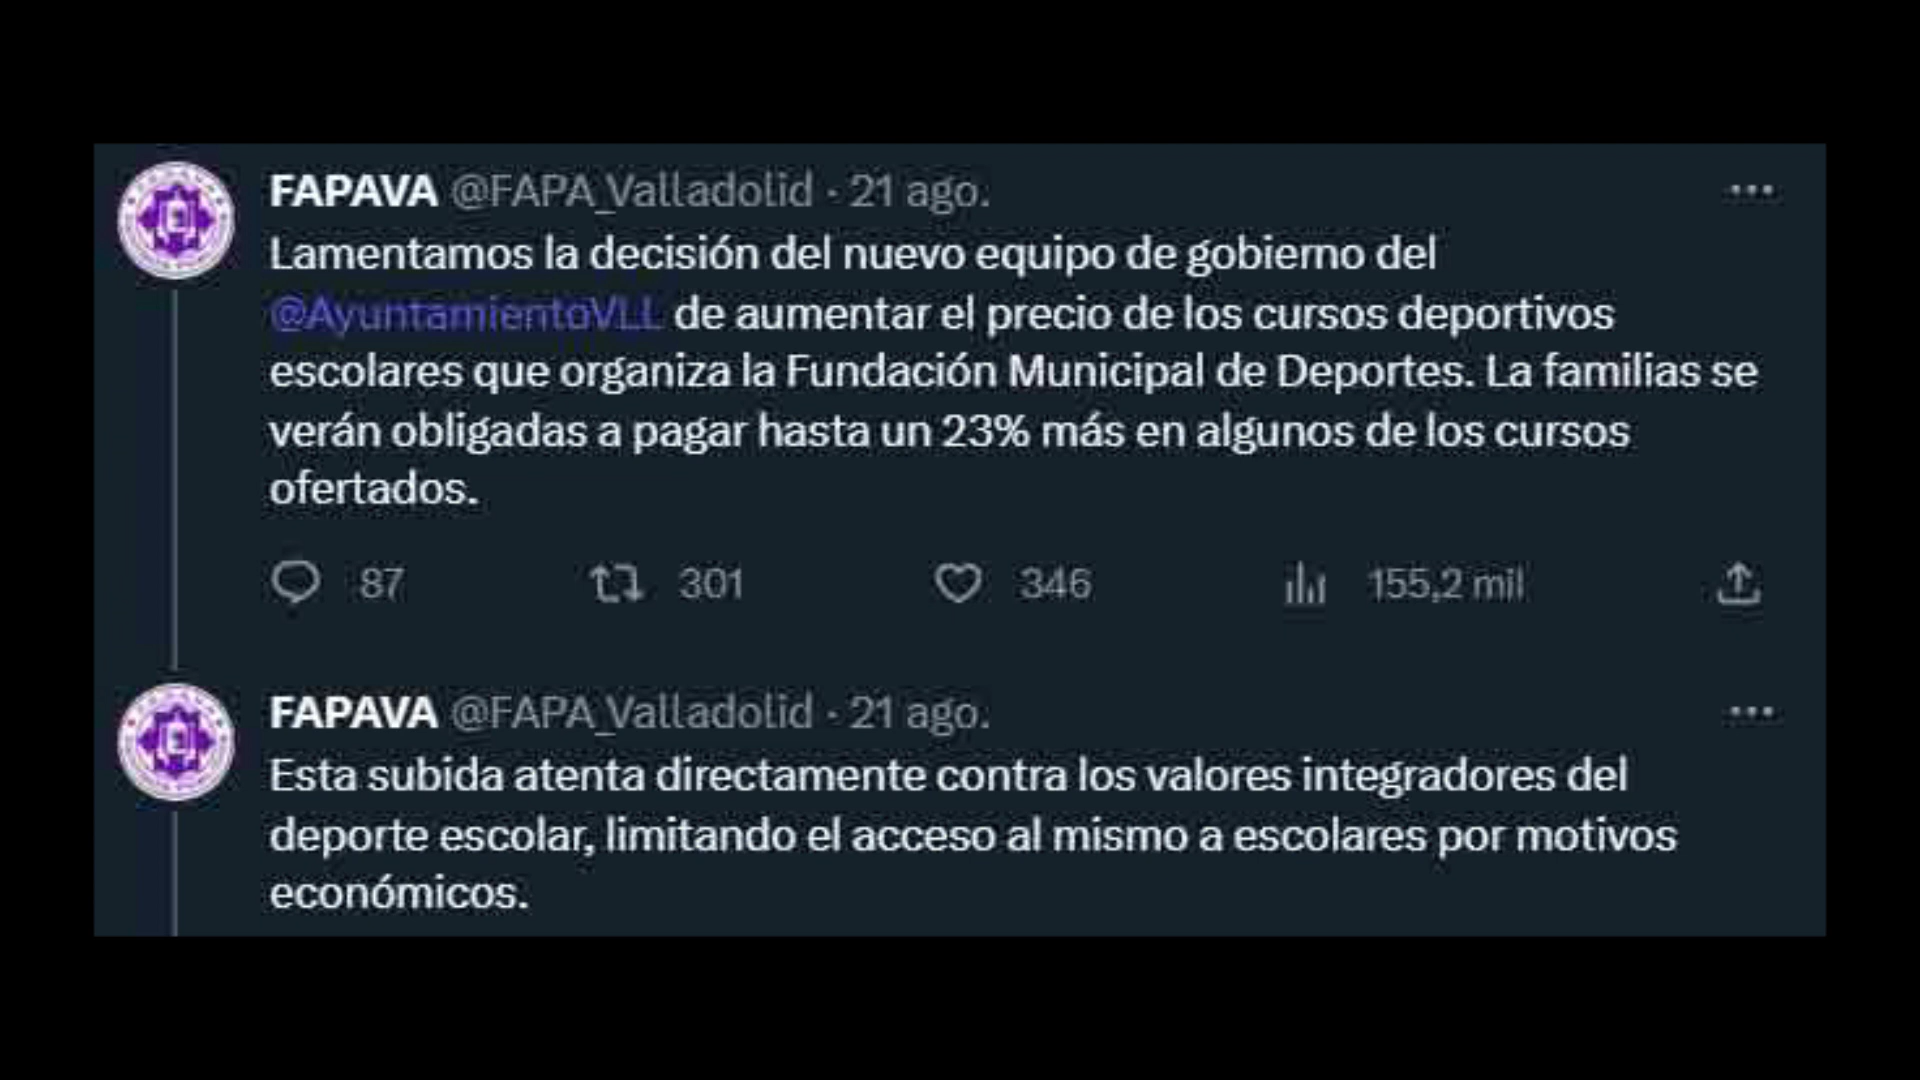 FAPAVA @FAPA_Valladolid · 21 ago.
Lamentamos la decisión del nuevo equipo de gobierno del
@AyuntamientoVLL de aumentar el precio de los cursos deportivos
escolares que organiza la Fundación Municipal de Deportes. La familias se
verán obligadas a pagar hasta un 23% más en algunos de los cursos
ofertados.
87 301 346 155,2 mil
FAPAVA @FAPA_Valladolid · 21 ago.
Esta subida atenta directamente contra los valores integradores del
deporte escolar, limitando el acceso al mismo a escolares por motivos
económicos.